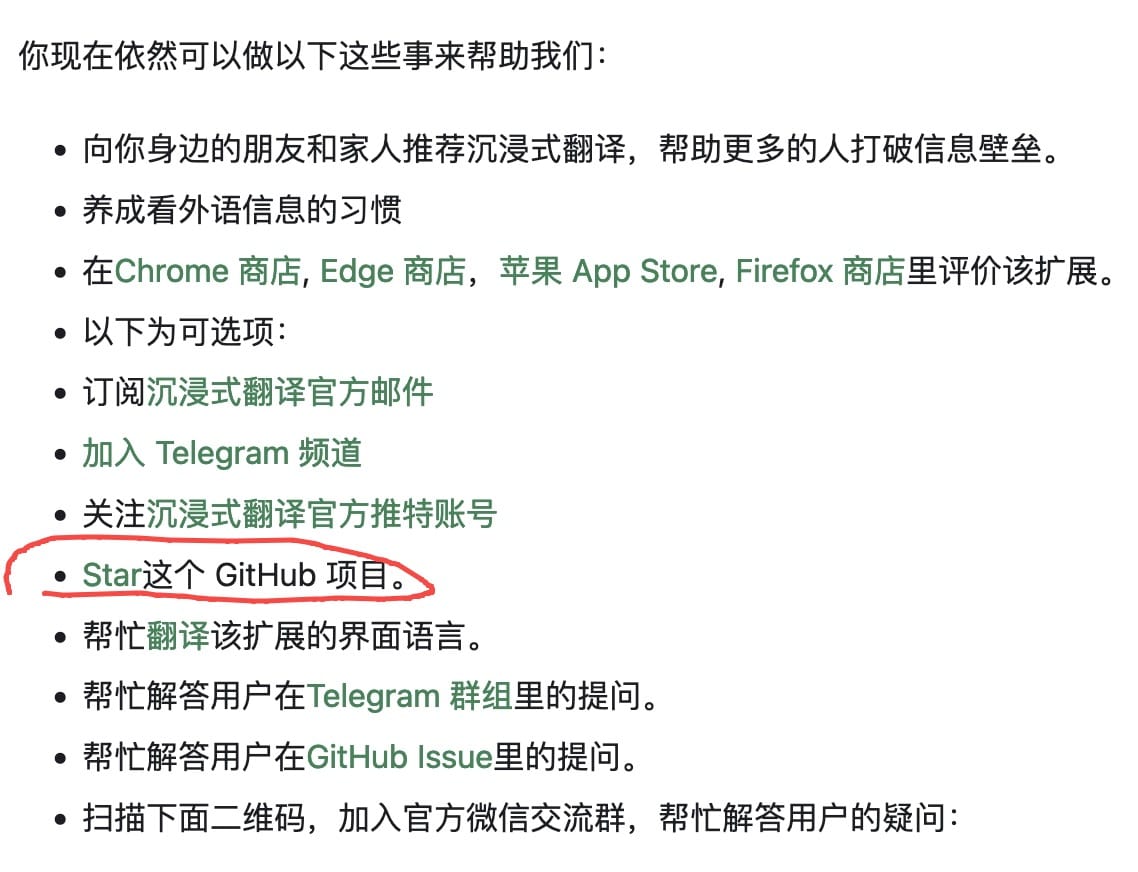 你现在依然可以做以下这些事来帮助我们：
• 向你身边的朋友和家人推荐沉浸式翻译，帮助更多的人打破信息壁垒。
• 养成看外语信息的习惯
• 在Chrome 商店, Edge 商店，苹果 App Store, Firefox 商店里评价该扩展。
• 以下为可选项：
• 订阅沉浸式翻译官方邮件
• 加入 Telegram 频道
• 关注沉浸式翻译官方推特账号
• Star这个 GitHub 项目。
• 帮忙翻译该扩展的界面语言。
• 帮忙解答用户在Telegram 群组里的提问。
• 帮忙解答用户在GitHub Issue里的提问。
• 扫描下面二维码，加入官方微信交流群，帮忙解答用户的疑问：